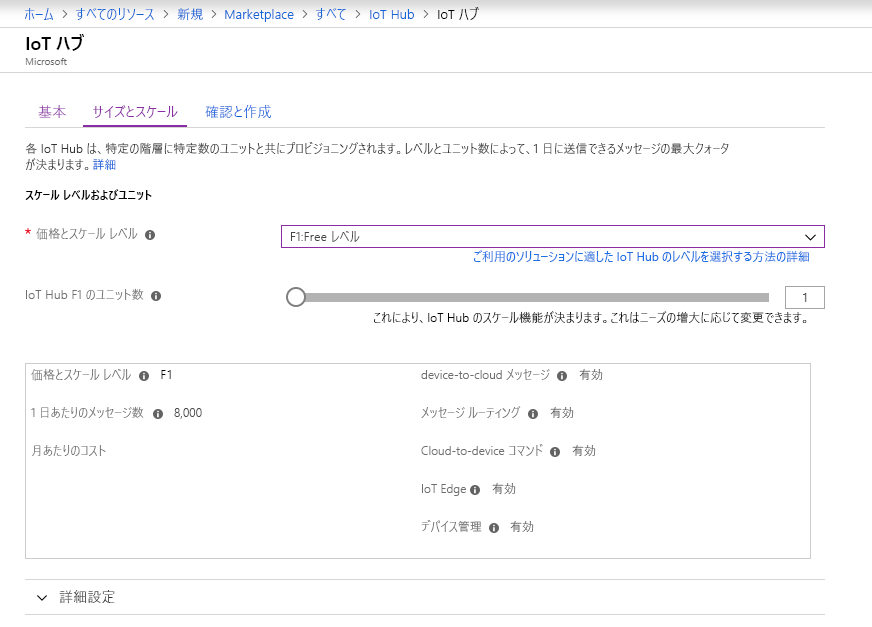 ホーム > すべてのリソース > 新規 > Marketplace > すべて > IoT Hub > IoT ハブ
IoT ハブ
Microsoft
基本 サイズとスケール 確認と作成
各 IoT Hub は、特定の階層に特定数のユニットと共にプロビジョニングされます。レベルとユニット数によって、1 日に送信できるメッセージの最大クォータ
が決まります。詳細
スケール レベルおよびユニット
* 価格とスケール レベル
F1:Free レベル
ご利用のソリューションに適した IoT Hub のレベルを選択する方法の詳細
IoT Hub F1 のユニット数
1
これにより、IoT Hub のスケール機能が決まります。これはニーズの増大に応じて変更できます。
価格とスケール レベル F1
1 日あたりのメッセージ数 8,000
月あたりのコスト
device-to-cloud メッセージ 有効
メッセージ ルーティング 有効
Cloud-to-device コマンド 有効
IoT Edge 有効
デバイス管理 有効
詳細設定